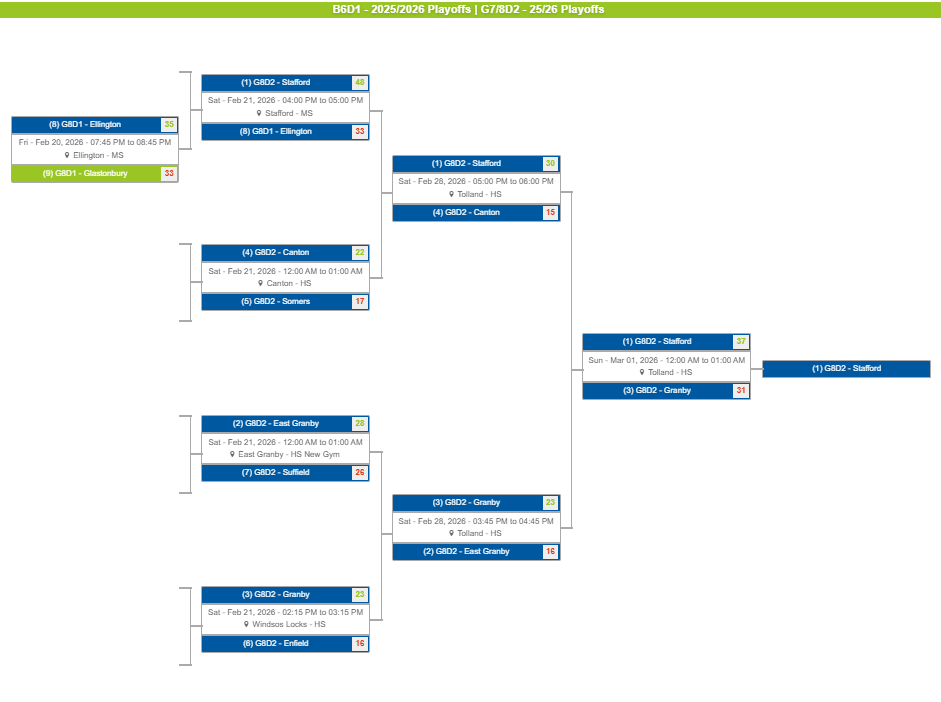 B6D1 - 2025/2026 Playoffs | G7/8D2 - 25/26 Playoffs
(8) G8D1 - Ellington 35
Fri - Feb 20, 2026 - 07:45 PM to 08:45 PM
Ellington - MS
(9) G8D1 - Glastonbury 33
(1) G8D2 - Stafford 48
Sat - Feb 21, 2026 - 04:00 PM to 05:00 PM
Stafford - MS
(8) G8D1 - Ellington 33
(4) G8D2 - Canton 22
Sat - Feb 21, 2026 - 12:00 AM to 01:00 AM
Canton - HS
(5) G8D2 - Somers 17
(2) G8D2 - East Granby 28
Sat - Feb 21, 2026 - 12:00 AM to 01:00 AM
East Granby - HS New Gym
(7) G8D2 - Suffield 26
(3) G8D2 - Granby 23
Sat - Feb 21, 2026 - 02:15 PM to 03:15 PM
Windsos Locks - HS
(6) G8D2 - Enfield 16
(1) G8D2 - Stafford 30
Sat - Feb 28, 2026 - 05:00 PM to 06:00 PM
Tolland - HS
(4) G8D2 - Canton 15
(3) G8D2 - Granby 23
Sat - Feb 28, 2026 - 03:45 PM to 04:45 PM
Tolland - HS
(2) G8D2 - East Granby 16
(1) G8D2 - Stafford 37
Sun - Mar 01, 2026 - 12:00 AM to 01:00 AM
Tolland - HS
(3) G8D2 - Granby 31
(1) G8D2 - Stafford